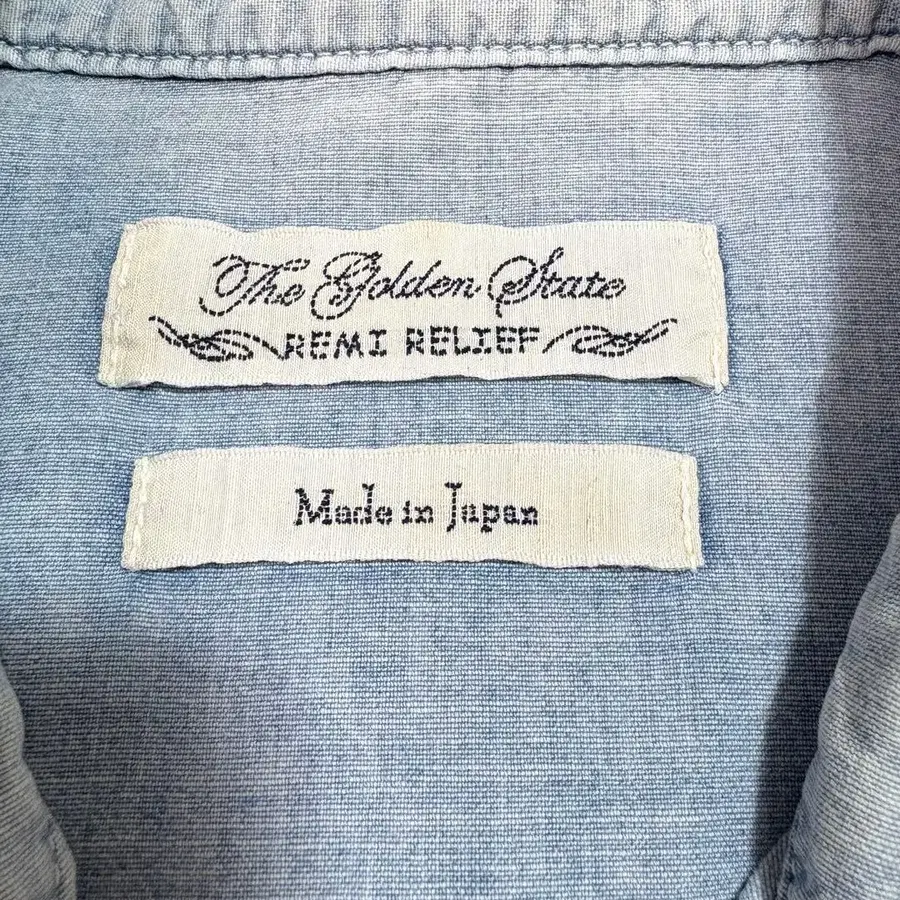 The Golden State
REMI RELIEF
Made in Japan